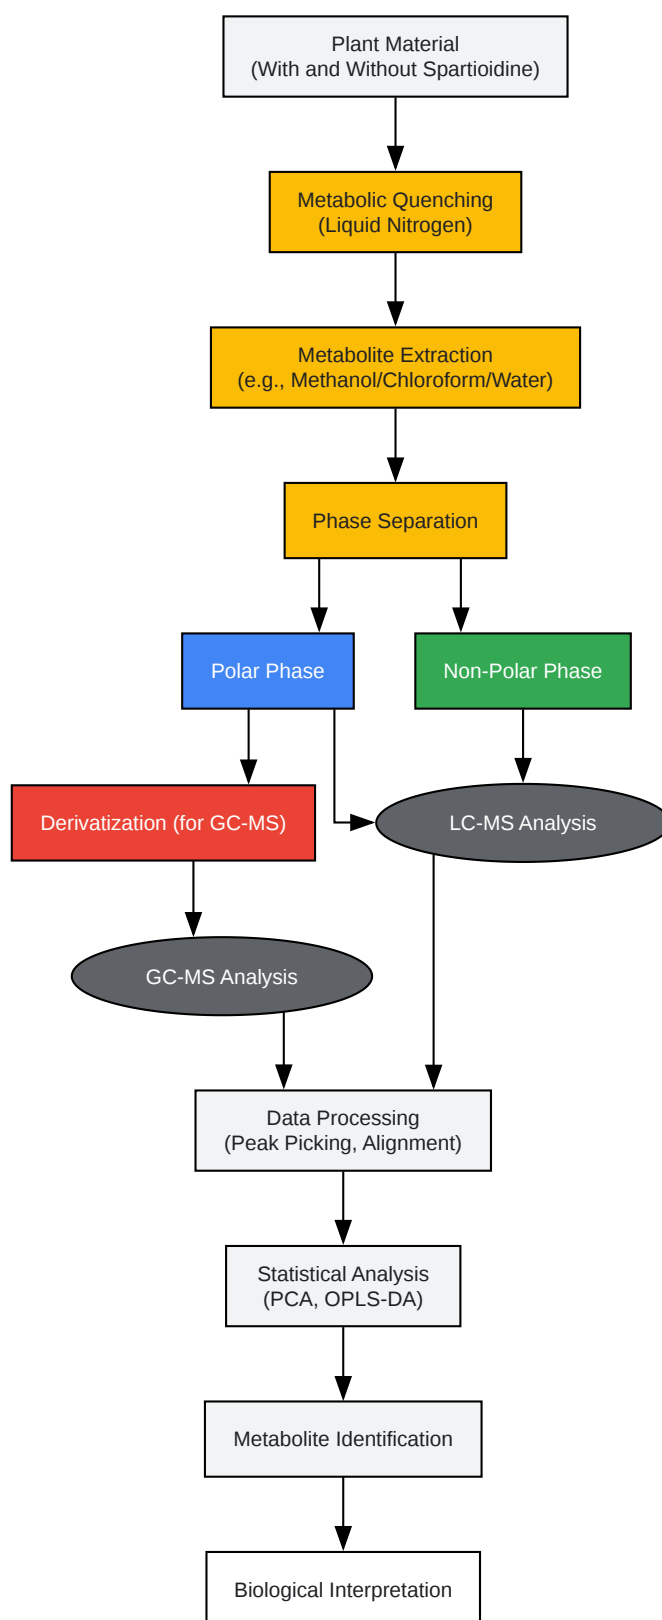 Plant Material
(With and Without Spartioidine)
Metabolic Quenching
(Liquid Nitrogen)
Metabolite Extraction
(e.g., Methanol/Chloroform/Water)
Phase Separation
Polar Phase
Non-Polar Phase
Derivatization (for GC-MS)
LC-MS Analysis
GC-MS Analysis
Data Processing
(Peak Picking, Alignment)
Statistical Analysis
(PCA, OPLS-DA)
Metabolite Identification
Biological Interpretation